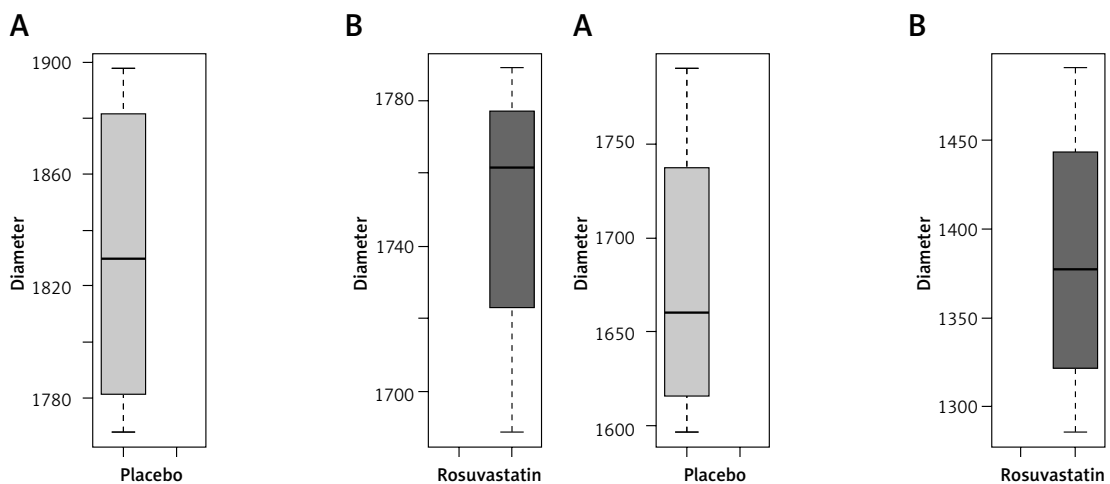 A
Diameter
1900
1860
1820
1780
Placebo
B
Diameter
1780
1740
1700
Rosuvastatin
A
Diameter
1750
1700
1650
1600
Placebo
B
Diameter
1450
1400
1350
1300
Rosuvastatin